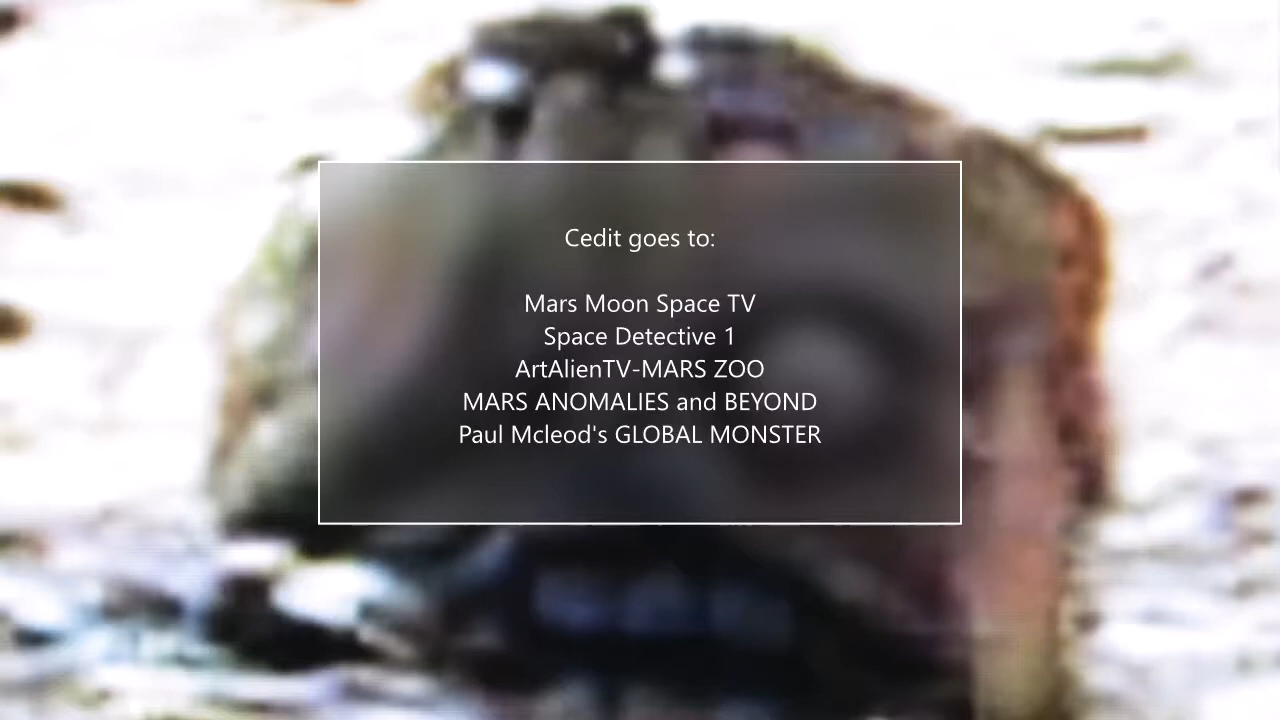 Cedit goes to:
Mars Moon Space TV
Space Detective 1
ArtAlienTV-MARS ZOO
MARS ANOMALIES and BEYOND
Paul Mcleod's GLOBAL MONSTER